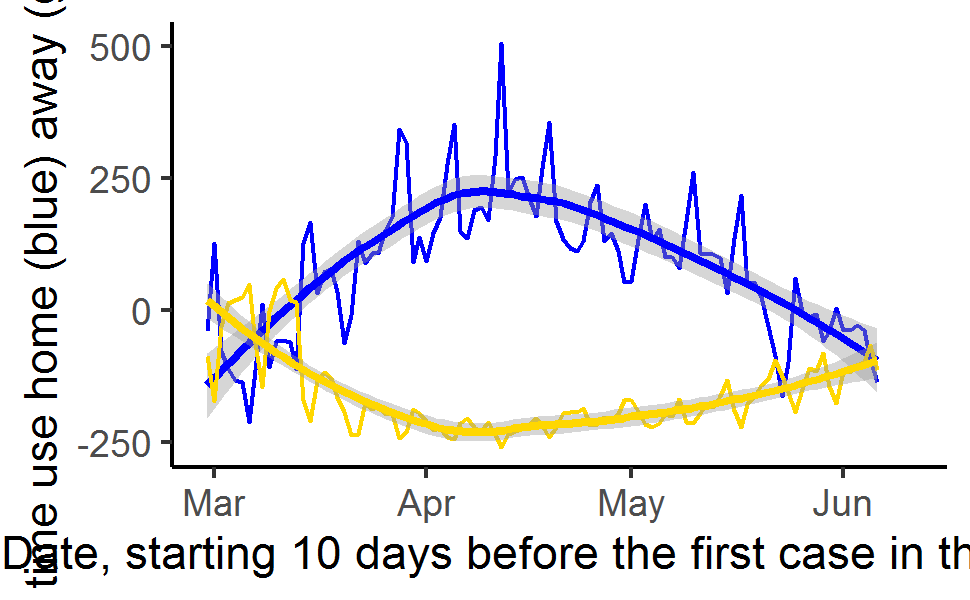 time use home (blue) away (g
500
250
0
-250
Mar Apr May Jun
Date, starting 10 days before the first case in th